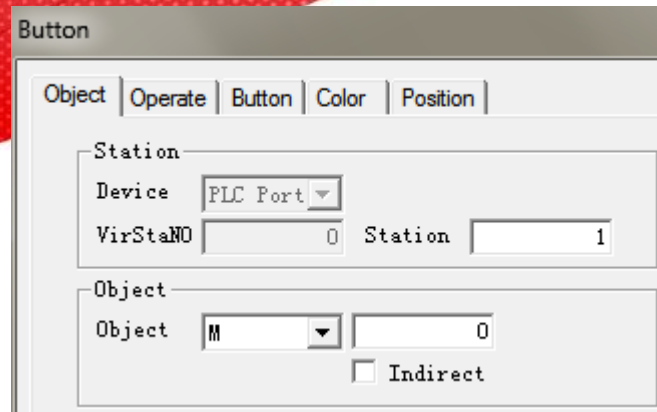 Button
Object Operate Button Color Position
Station
Device PLC Port
VirStaNO 0 Station 1
Object
Object M 0
Indirect